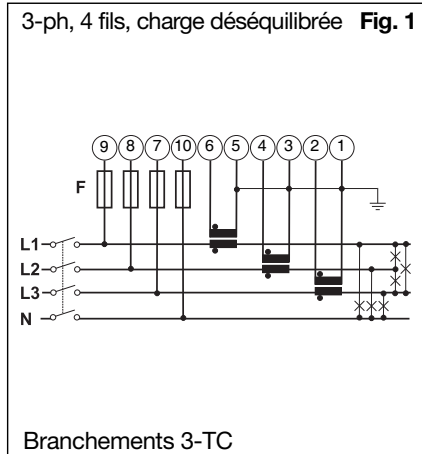 3-ph, 4 fils, charge déséquilibrée Fig. 1
9 8 7 10 6 5 4 3 2 1
F
L1
L2
L3
N
Branchements 3-TC